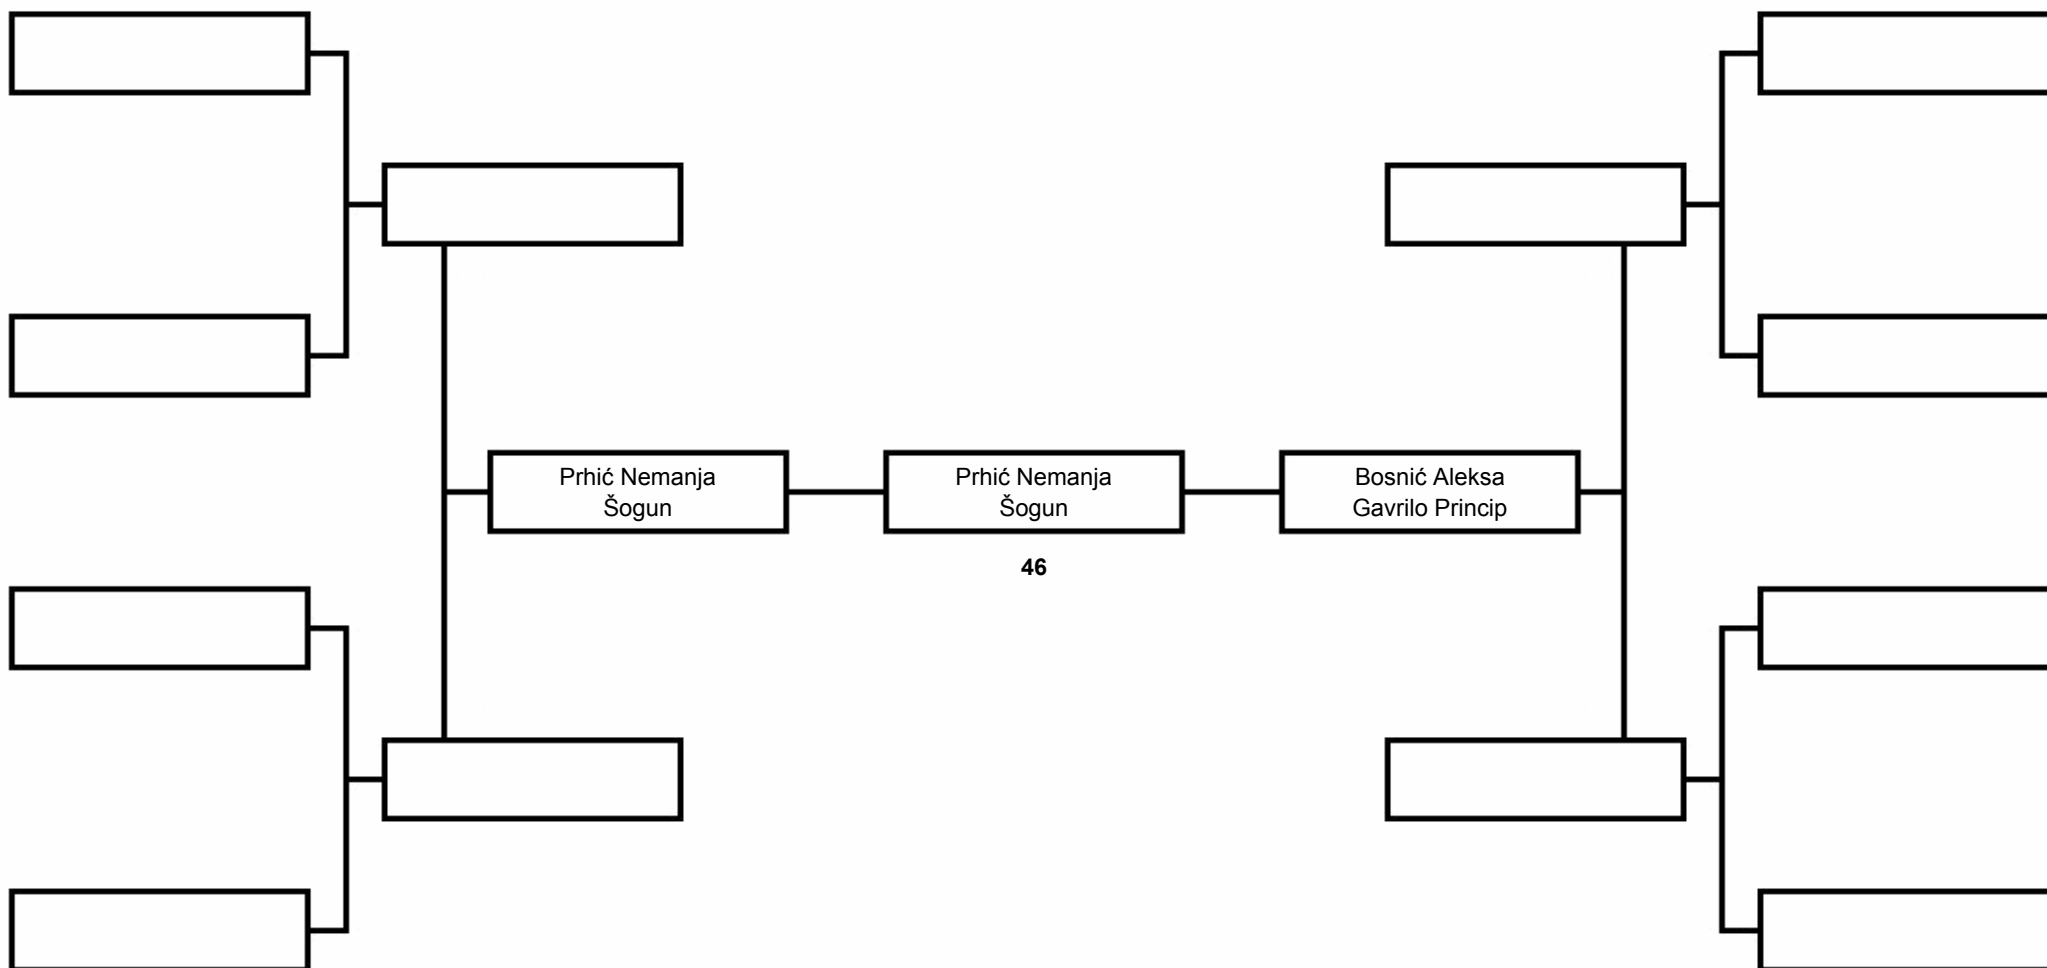 Prhić Nemanja
Šogun
Prhić Nemanja
Šogun
Bosnić Aleksa
Gavrilo Princip
46